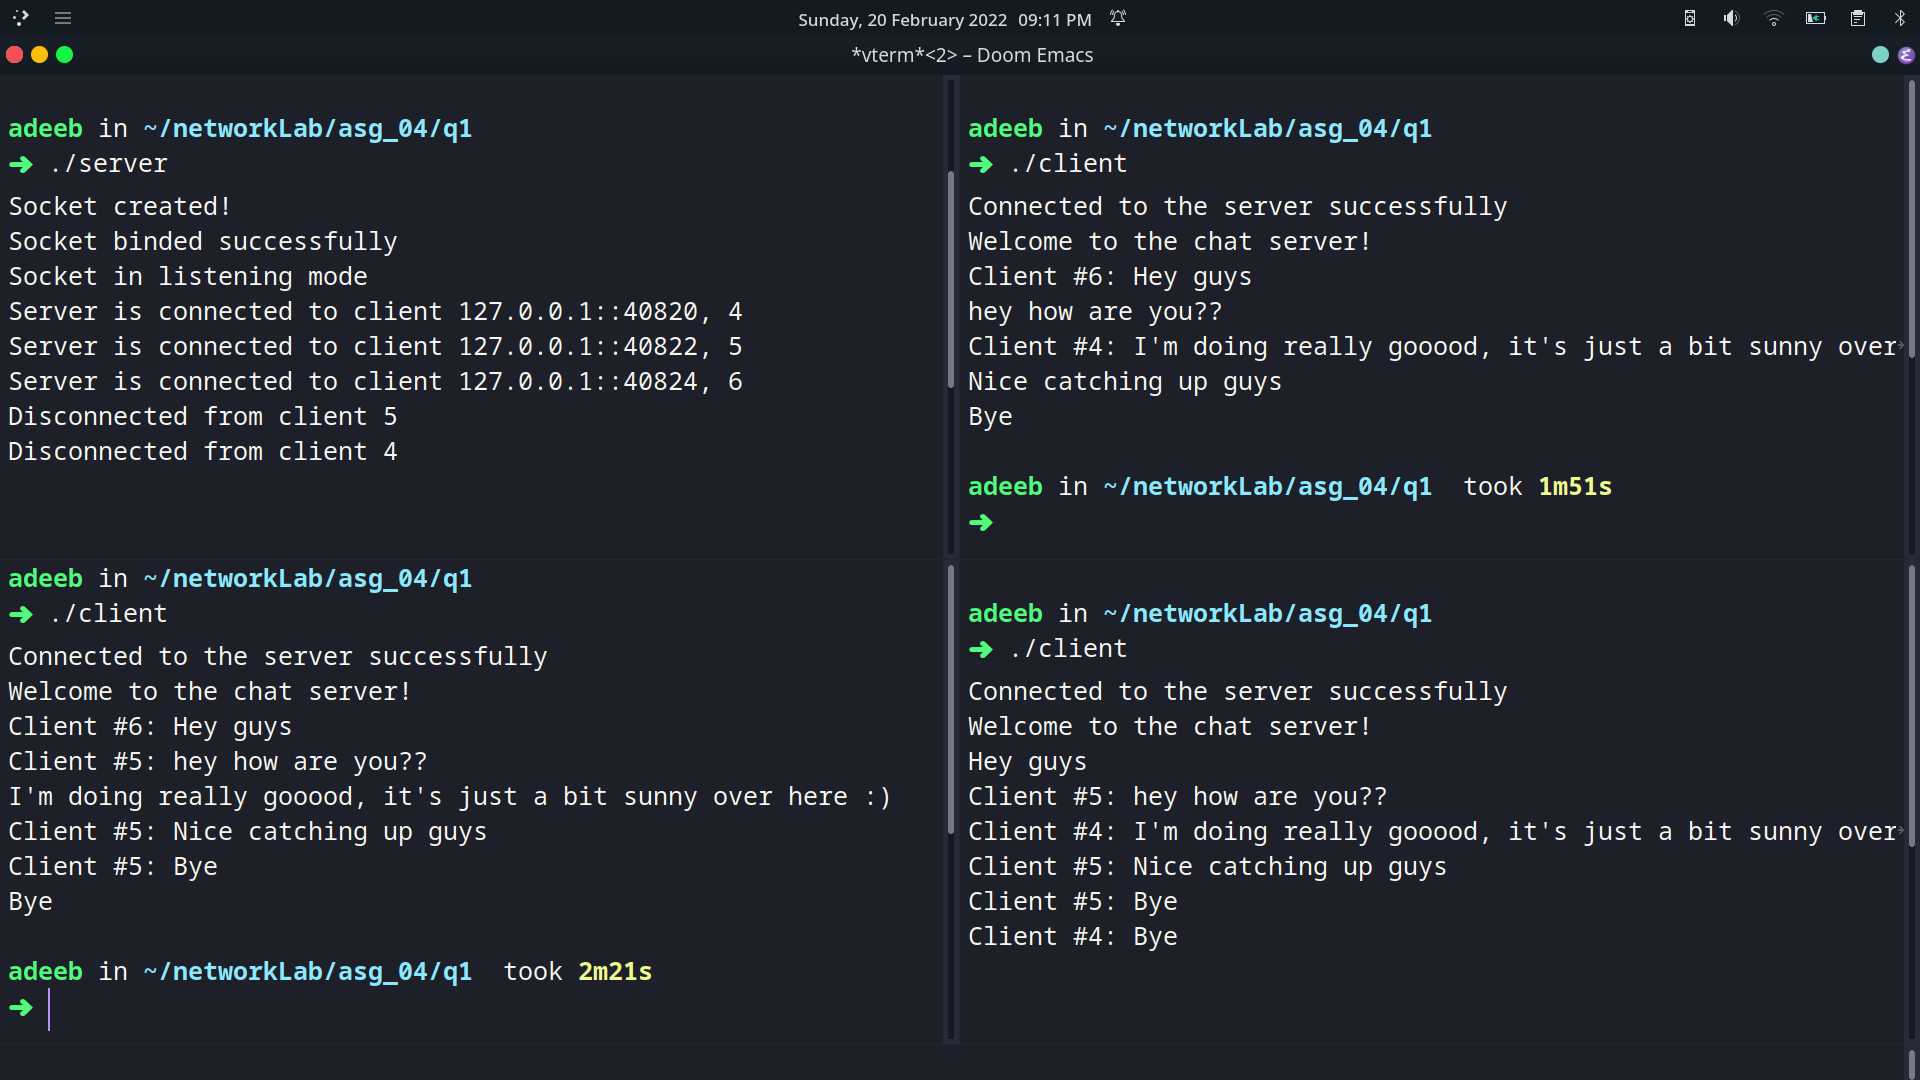 Sunday, 20 February 2022 09:11 PM
*vterm*<2> – Doom Emacs
adeeb in ~/networkLab/asg_04/q1
➜ ./server
Socket created!
Socket binded successfully
Socket in listening mode
Server is connected to client 127.0.0.1::40820, 4
Server is connected to client 127.0.0.1::40822, 5
Server is connected to client 127.0.0.1::40824, 6
Disconnected from client 5
Disconnected from client 4
adeeb in ~/networkLab/asg_04/q1
➜ ./client
Connected to the server successfully
Welcome to the chat server!
Client #6: Hey guys
hey how are you??
Client #4: I'm doing really gooood, it's just a bit sunny over
Nice catching up guys
Bye
adeeb in ~/networkLab/asg_04/q1 took 1m51s
➜
adeeb in ~/networkLab/asg_04/q1
➜ ./client
Connected to the server successfully
Welcome to the chat server!
Client #6: Hey guys
Client #5: hey how are you??
I'm doing really gooood, it's just a bit sunny over here :)
Client #5: Nice catching up guys
Client #5: Bye
Bye
adeeb in ~/networkLab/asg_04/q1 took 2m21s
➜
adeeb in ~/networkLab/asg_04/q1
➜ ./client
Connected to the server successfully
Welcome to the chat server!
Hey guys
Client #5: hey how are you??
Client #4: I'm doing really gooood, it's just a bit sunny over
Client #5: Nice catching up guys
Client #5: Bye
Client #4: Bye